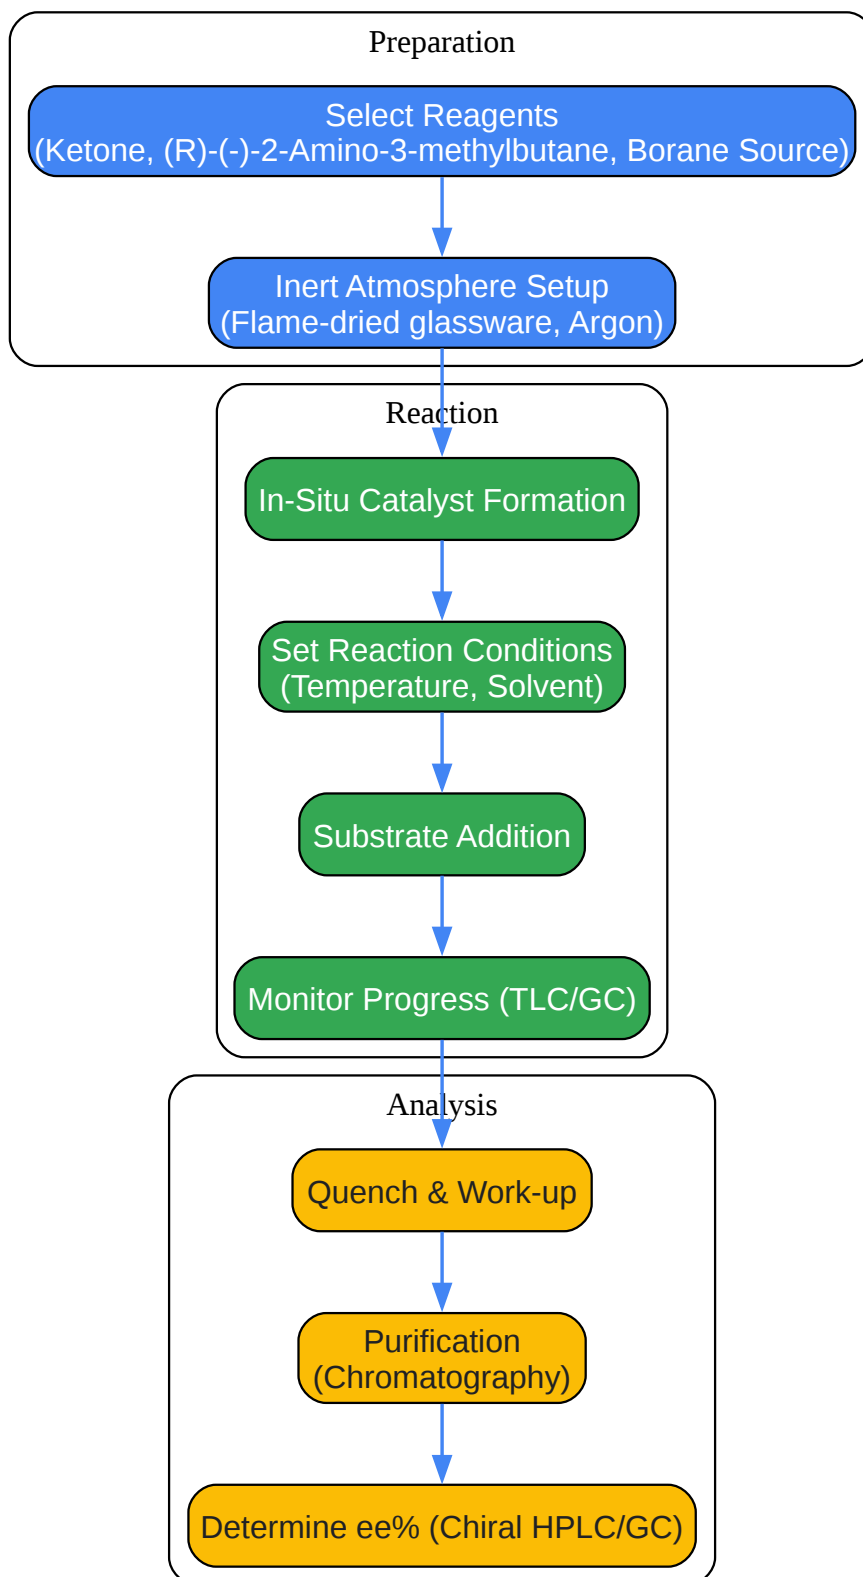 Preparation
Select Reagents
(Ketone, (R)-(-)-2-Amino-3-methylbutane, Borane Source)
Inert Atmosphere Setup
(Flame-dried glassware, Argon)
Reaction
In-Situ Catalyst Formation
Set Reaction Conditions
(Temperature, Solvent)
Substrate Addition
Monitor Progress (TLC/GC)
Analysis
Quench & Work-up
Purification
(Chromatography)
Determine ee% (Chiral HPLC/GC)